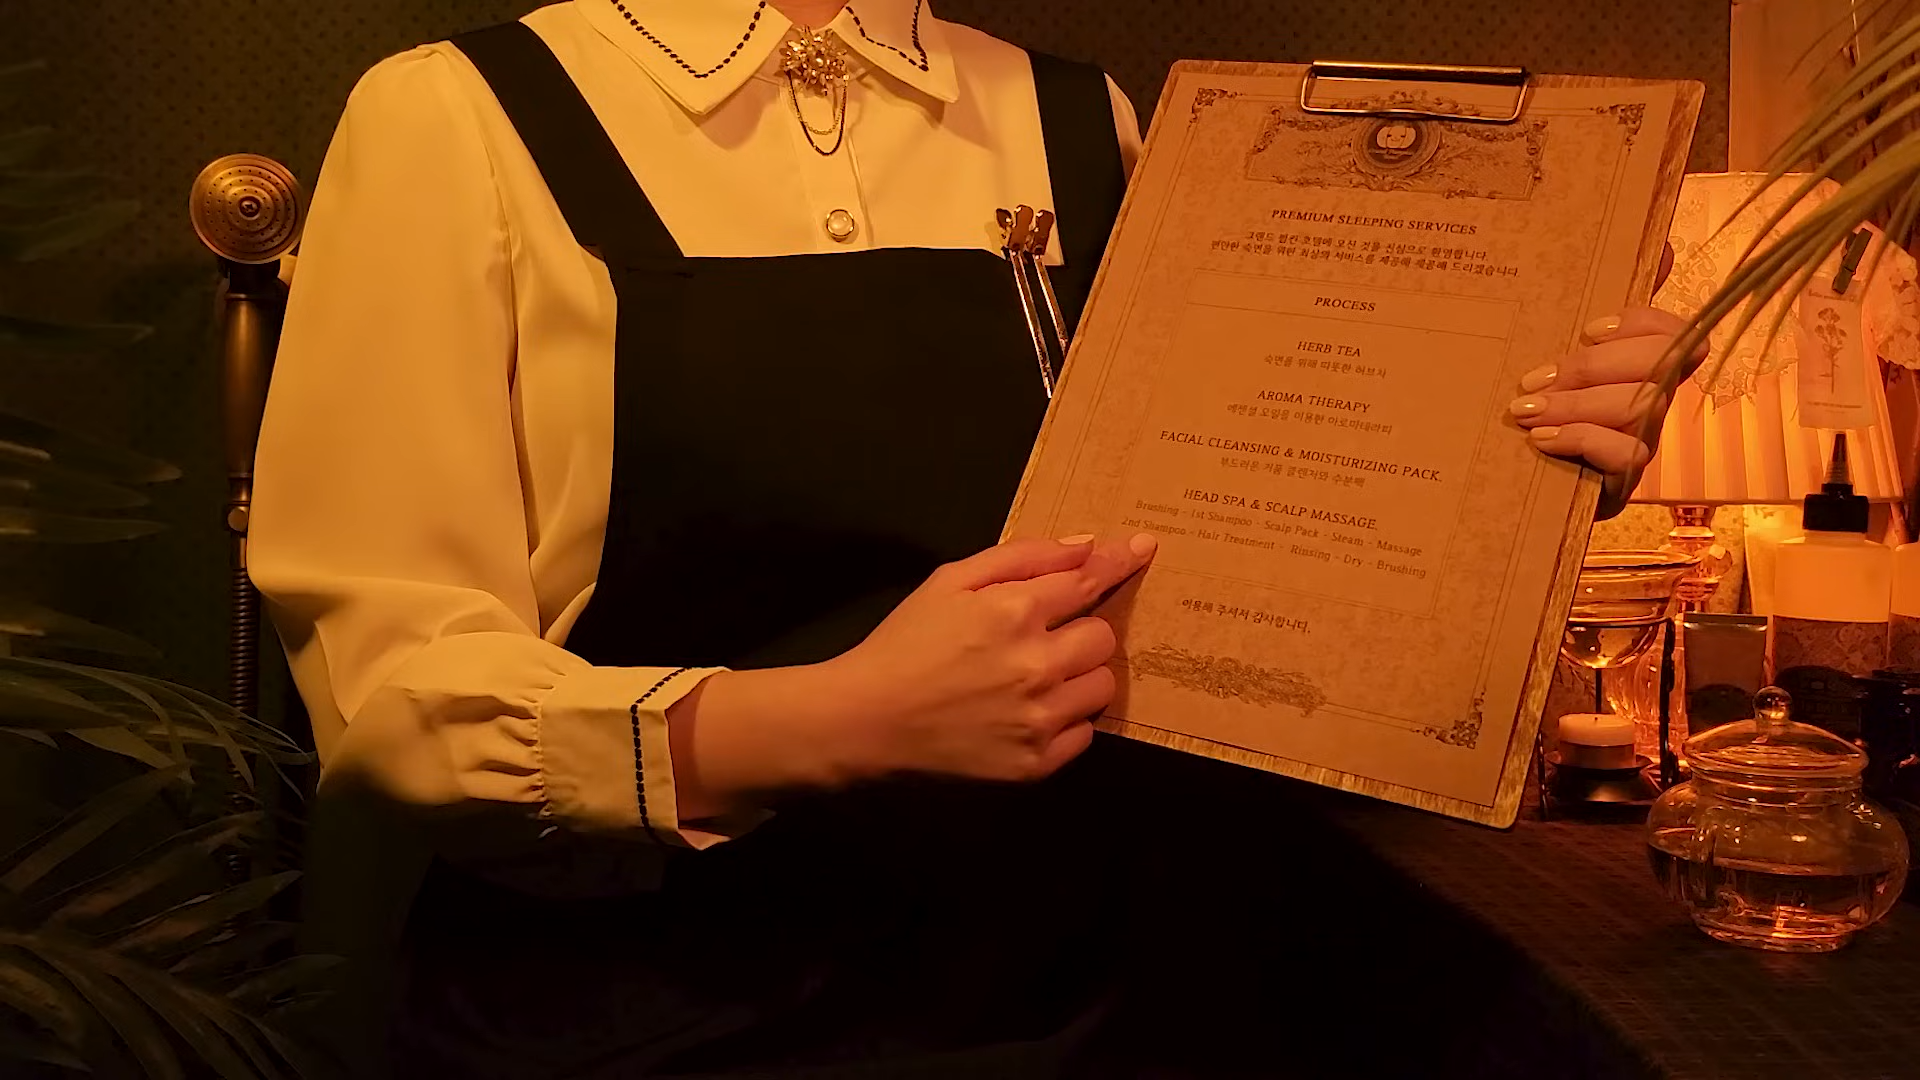 PREMIUM SLEEPING SERVICES
그랜드 펌킨 호텔에 오신 것을 진심으로 환영합니다.
편안한 숙면을 위한 최상의 서비스를 제공해 제공해 드리겠습니다.
PROCESS
HERB TEA
숙면을 위해 따뜻한 허브차
AROMA THERAPY
에센셜 오일을 이용한 아로마테라피
FACIAL CLEANSING & MOISTURIZING PACK.
부드러운 거품 클렌저와 수분팩
HEAD SPA & SCALP MASSAGE.
Brushing - 1st Shampoo - Scalp Pack - Steam - Massage
2nd Shampoo - Hair Treatment - Rinsing - Dry - Brushing
이용해 주셔서 감사합니다.